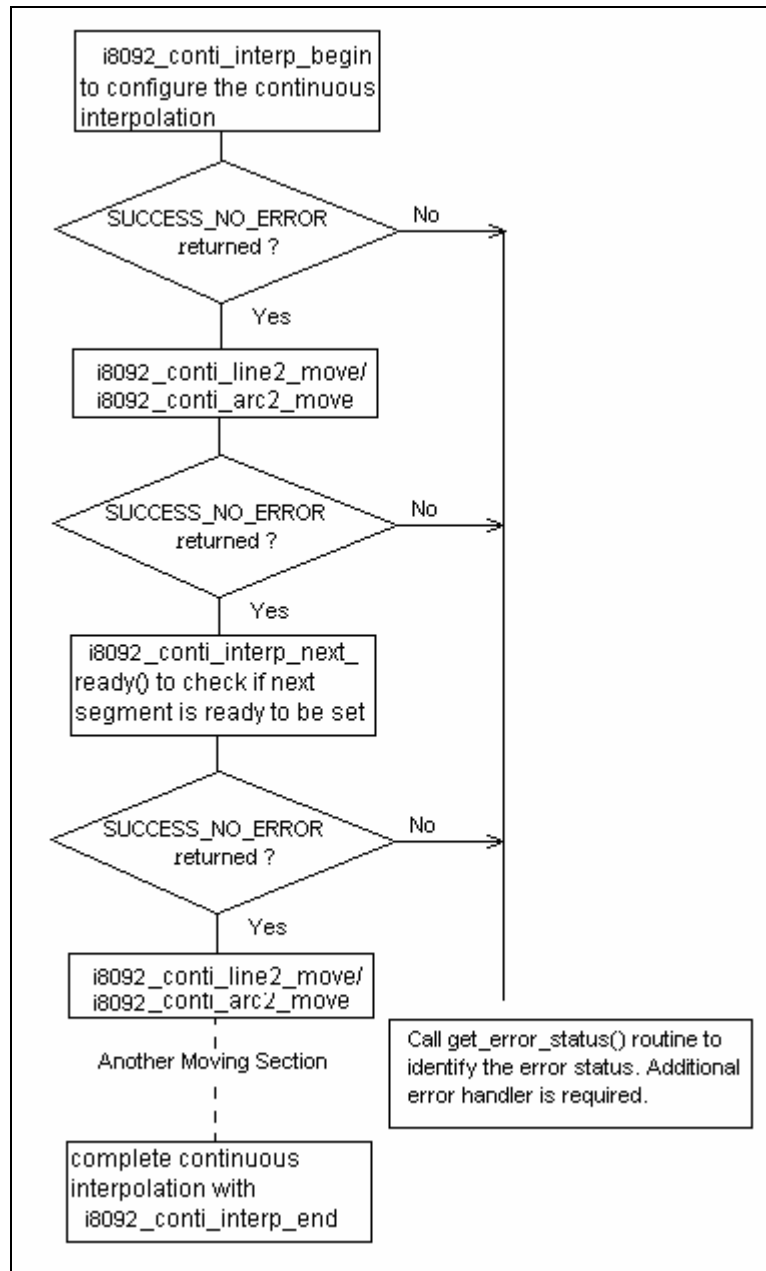 i8092_conti_interp_begin
to configure the continuous
interpolation
SUCCESS_NO_ERROR
returned ?
No
Yes
i8092_conti_line2_move/
i8092_conti_arc2_move
SUCCESS_NO_ERROR
returned ?
No
Yes
i8092_conti_interp_next_
ready() to check if next
segment is ready to be set
SUCCESS_NO_ERROR
returned ?
No
Yes
i8092_conti_line2_move/
i8092_conti_arc2_move
Another Moving Section
Call get_error_status() routine to
identify the error status. Additional
error handler is required.
complete continuous
interpolation with
i8092_conti_interp_end